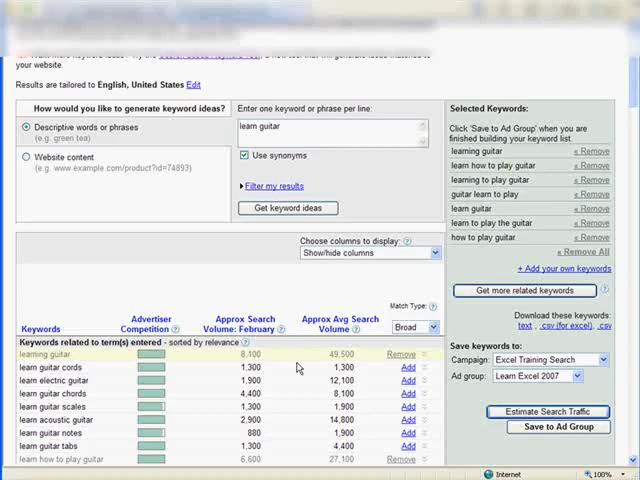 your website.
Results are tailored to English, United States Edit
How would you like to generate keyword ideas?
Descriptive words or phrases
(e.g. green tea)
Website content
(e.g. www.example.com/product?id=74893)
Enter one keyword or phrase per line:
learn guitar
Use synonyms
Filter my results
Get keyword ideas
Selected Keywords:
Click 'Save to Ad Group' when you are
finished building your keyword list.
learning guitar « Remove
learn how to play guitar « Remove
learning to play guitar « Remove
guitar learn to play « Remove
learn guitar « Remove
learn to play the guitar « Remove
how to play guitar « Remove
« Remove All
+ Add your own keywords
Get more related keywords
Download these keywords:
text, .csv (for excel), .csv
Save keywords to:
Campaign: Excel Training Search
Ad group: Learn Excel 2007
Estimate Search Traffic
Save to Ad Group
Choose columns to display:
Show/hide columns
Match Type:
Keywords Advertiser Competition Approx Search Volume: February Approx Avg Search Volume Broad
Keywords related to term(s) entered - sorted by relevance
learning guitar 8,100 49,500 Remove
learn guitar cords 1,300 1,300 Add
learn electric guitar 1,900 12,100 Add
learn guitar chords 4,400 8,100 Add
learn guitar scales 1,300 1,900 Add
learn acoustic guitar 2,900 14,800 Add
learn guitar notes 880 1,900 Add
learn guitar tabs 1,300 4,400 Add
learn how to play guitar 6,600 27,100 Remove
Internet 100%